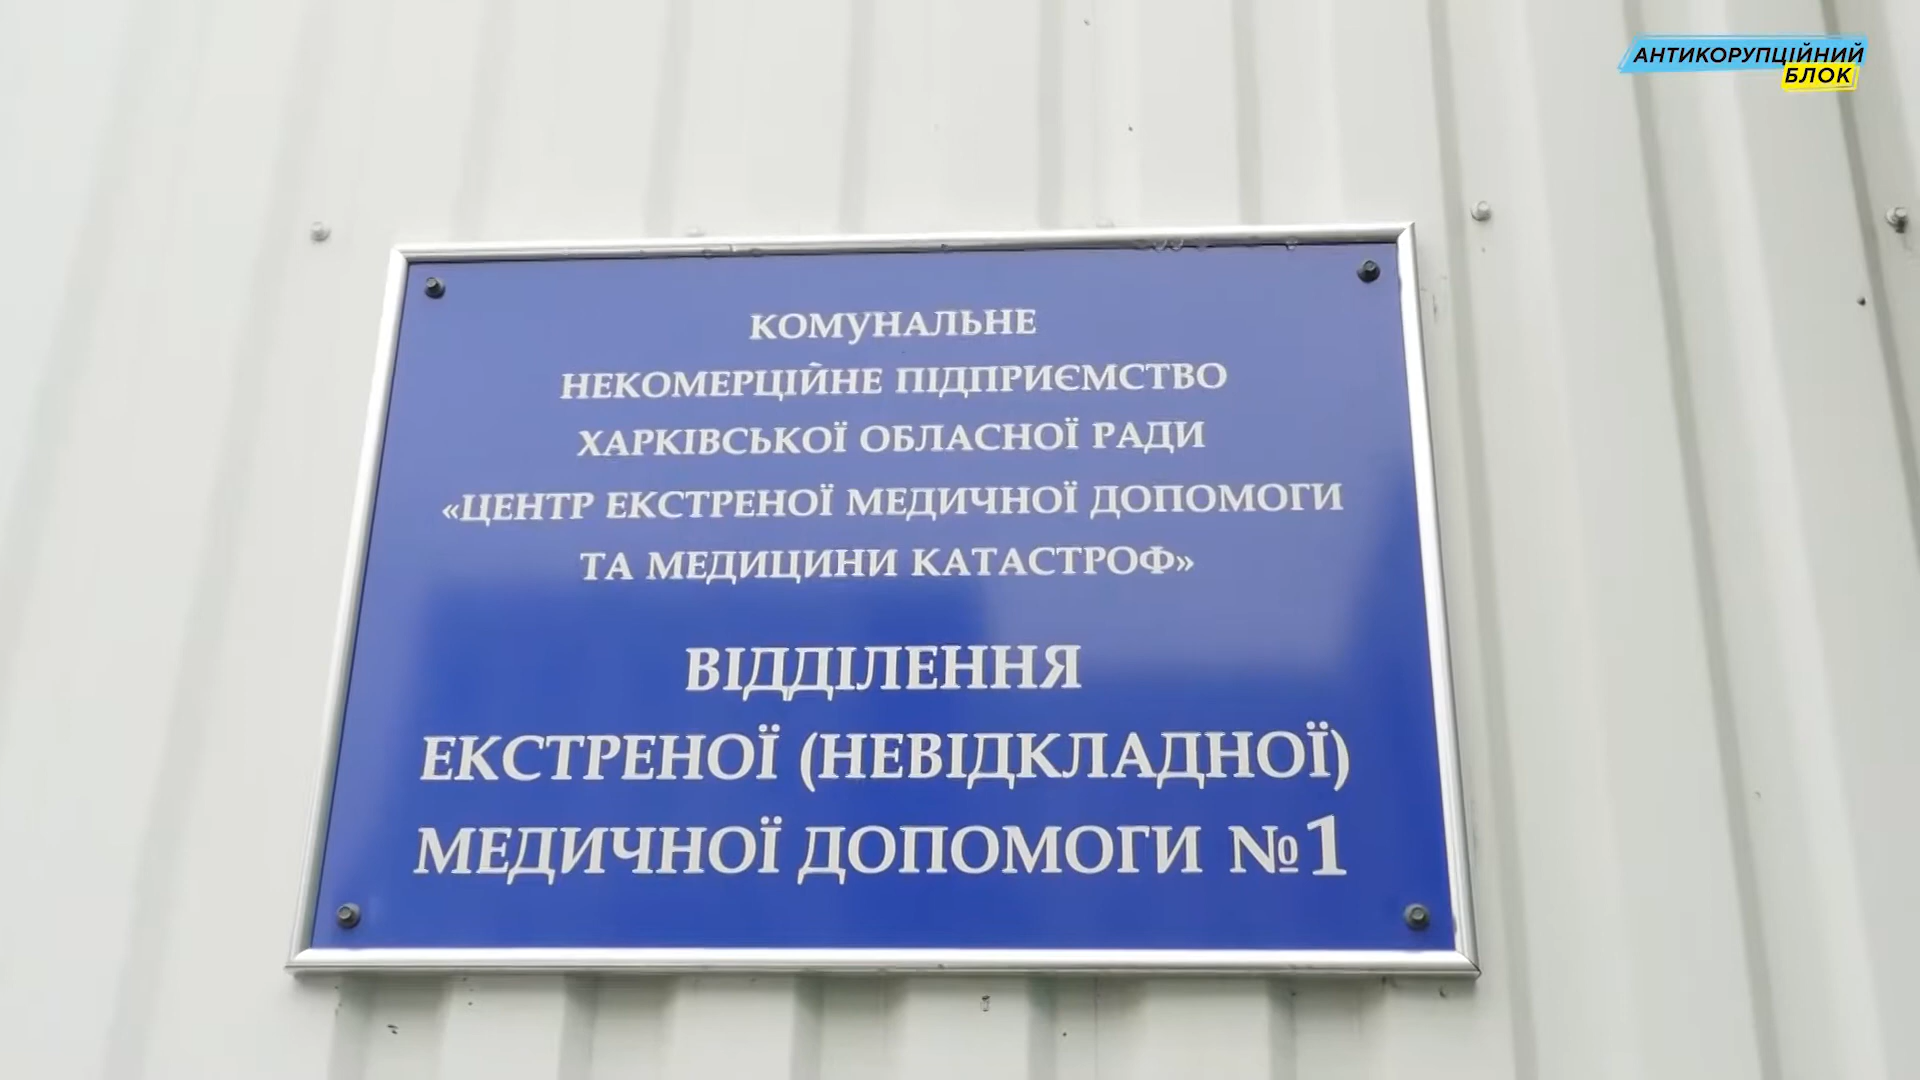 АНТИКОРУПЦІЙНИЙ
БЛОК
КОМУНАЛЬНЕ
НЕКОМЕРЦІЙНЕ ПІДПРИЄМСТВО
ХАРКІВСЬКОЇ ОБЛАСНОЇ РАДИ
«ЦЕНТР ЕКСТРЕНОЇ МЕДИЧНОЇ ДОПОМОГИ
ТА МЕДИЦИНИ КАТАСТРОФ»
ВІДДІЛЕННЯ
ЕКСТРЕНОЇ (НЕВІДКЛАДНОЇ)
МЕДИЧНОЇ ДОПОМОГИ №1